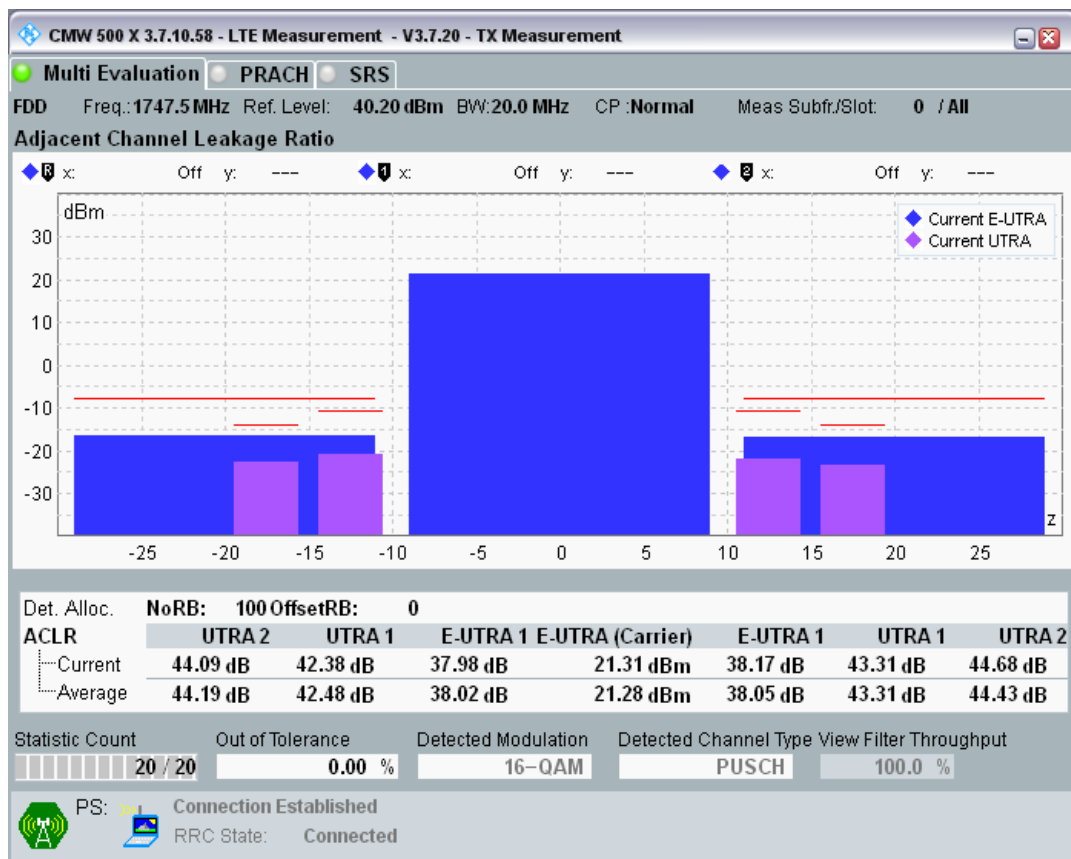 CMW 500 X 3.7.10.58 - LTE Measurement - V3.7.20 - TX Measurement
Multi Evaluation PRACH SRS
FDD Freq.:1747.5 MHz Ref. Level: 40.20 dBm BW:20.0 MHz CP :Normal Meas Subfr./Slot: 0 / All
Adjacent Channel Leakage Ratio
R x: Off y: --- 1 x: Off y: --- 2 x: Off y: ---
dBm
Current E-UTRA
Current UTRA
30
20
10
0
-10
-20
-30
z
-25 -20 -15 -10 -5 0 5 10 15 20 25
Det. Alloc. NoRB: 100 OffsetRB: 0
ACLR UTRA 2 UTRA 1 E-UTRA 1 E-UTRA (Carrier) E-UTRA 1 UTRA 1 UTRA 2
Current 44.09 dB 42.38 dB 37.98 dB 21.31 dBm 38.17 dB 43.31 dB 44.68 dB
Average 44.19 dB 42.48 dB 38.02 dB 21.28 dBm 38.05 dB 43.31 dB 44.43 dB
Statistic Count Out of Tolerance Detected Modulation Detected Channel Type View Filter Throughput
20 / 20 0.00 % 16-QAM PUSCH 100.0 %
PS: Connection Established
RRC State: Connected